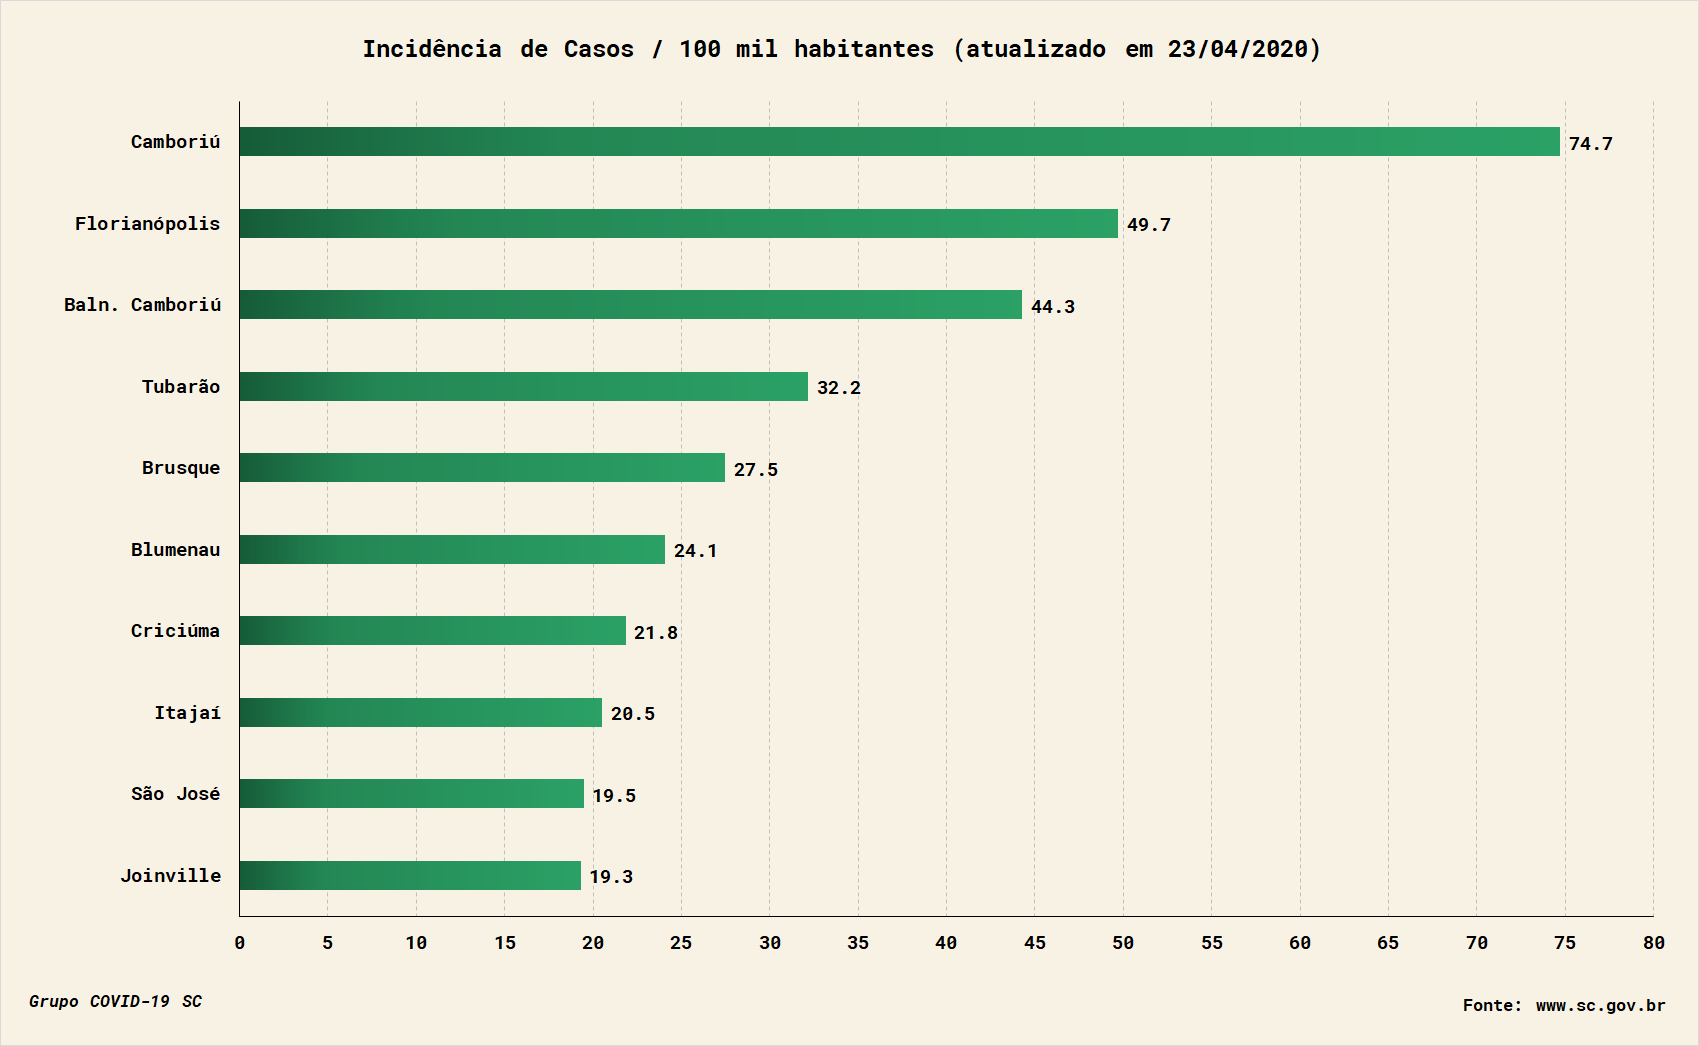 Incidência de Casos / 100 mil habitantes (atualizado em 23/04/2020)
Camboriú 74.7
Florianópolis 49.7
Baln. Camboriú 44.3
Tubarão 32.2
Brusque 27.5
Blumenau 24.1
Criciúma 21.8
Itajaí 20.5
São José 19.5
Joinville 19.3
0 5 10 15 20 25 30 35 40 45 50 55 60 65 70 75 80
Grupo COVID-19 SC
Fonte: www.sc.gov.br